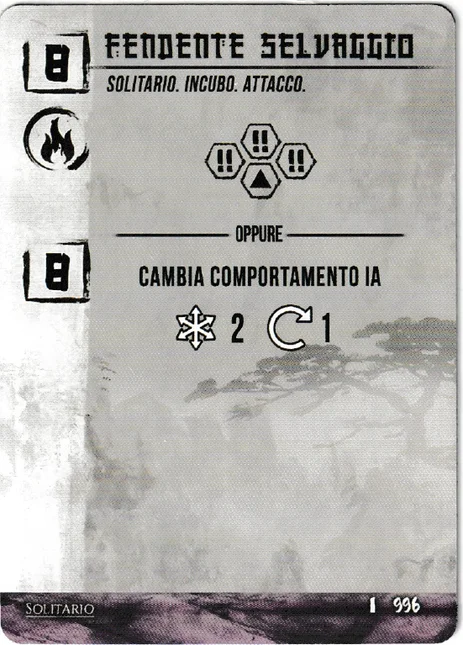 8
FENDENTE SELVAGGIO
SOLITARIO. INCUBO. ATTACCO.
!! !! !!
OPPURE
8
CAMBIA COMPORTAMENTO IA
2 1
SOLITARIO
1 996